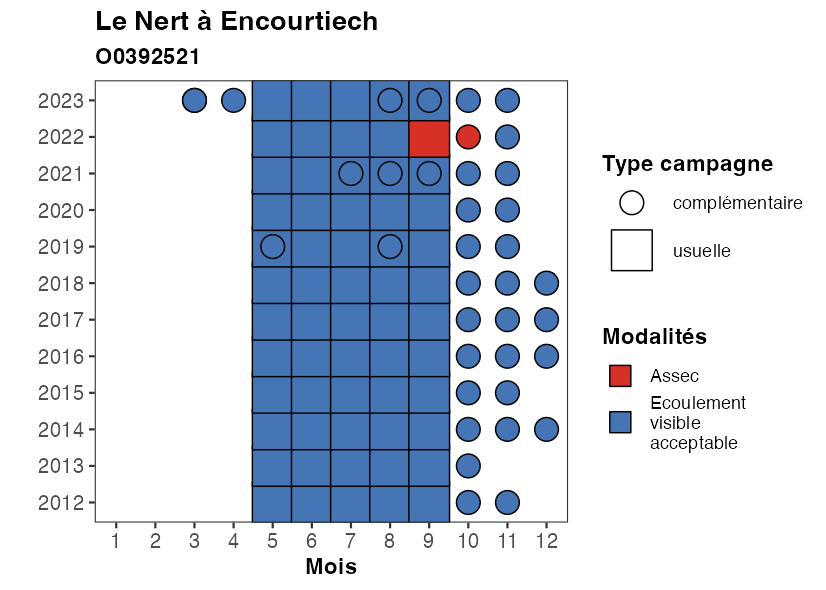 Le Nert à Encourtiech
O0392521
2023
2022
2021
2020
2019
2018
2017
2016
2015
2014
2013
2012
1 2 3 4 5 6 7 8 9 10 11 12
Mois
Type campagne
complémentaire
usuelle
Modalités
Assec
Ecoulement
visible
acceptable